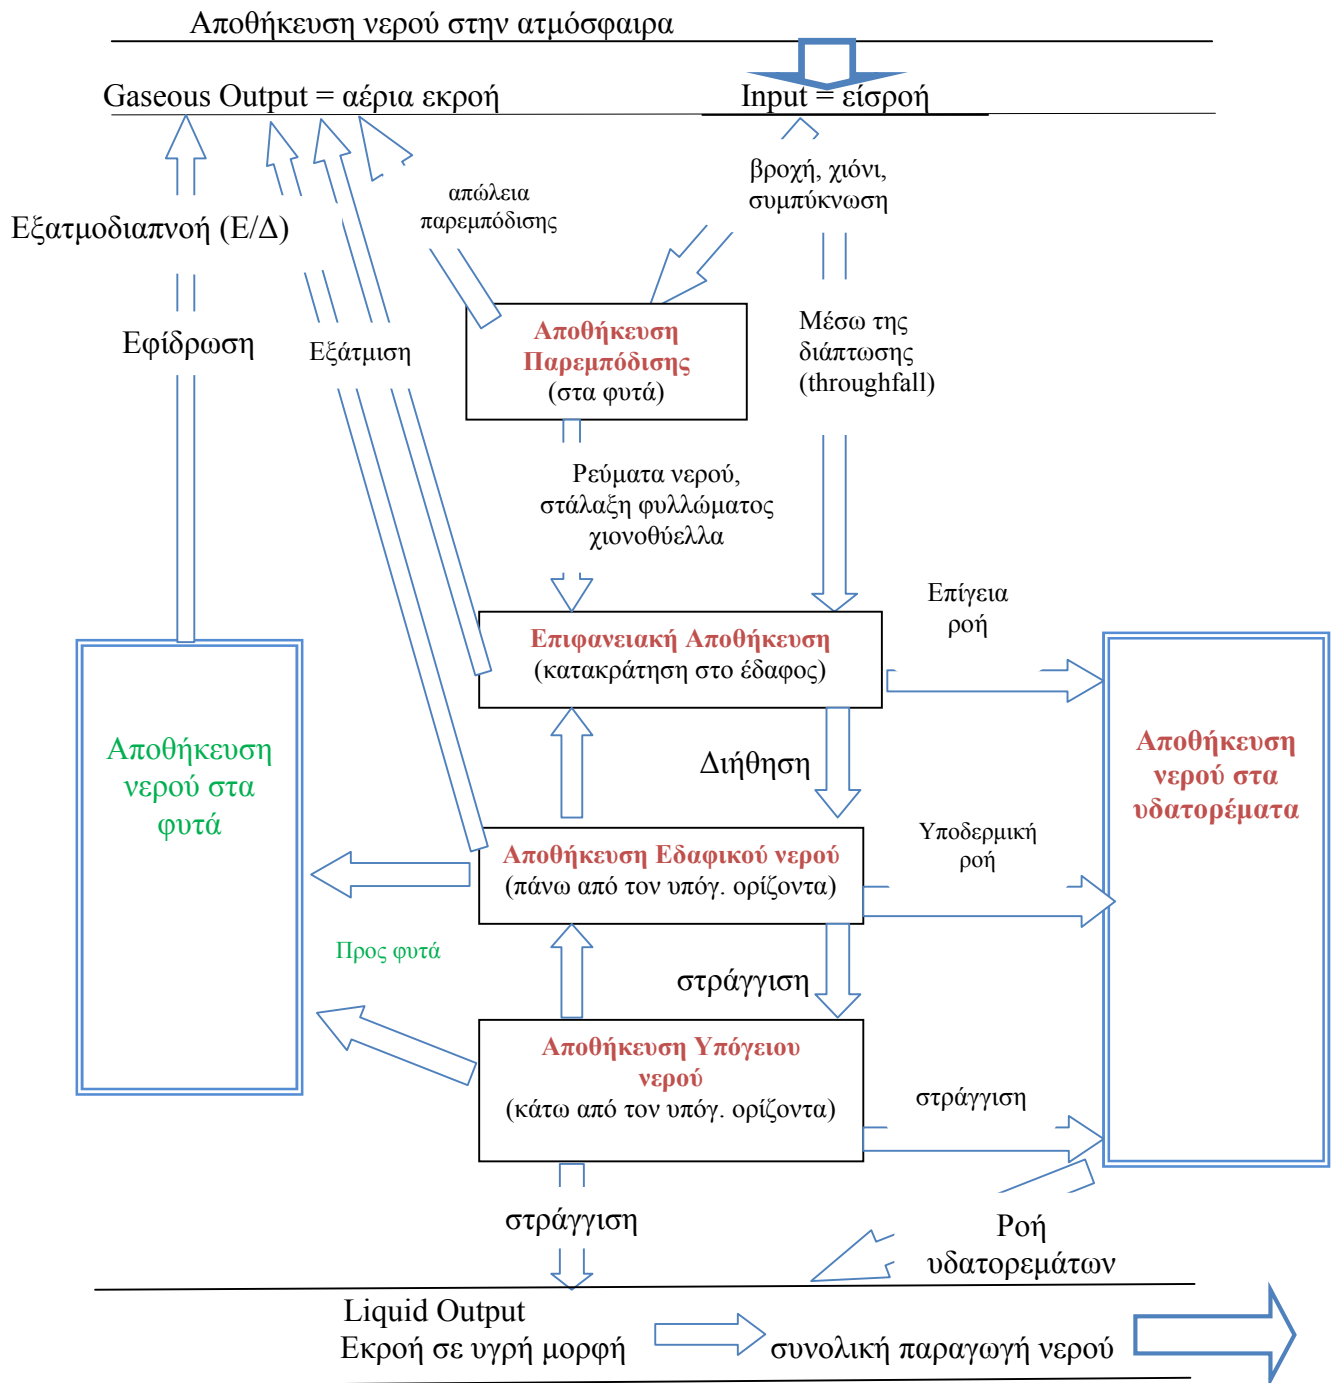 Αποθήκευση νερού στην ατμόσφαιρα
Gaseous Output = αέρια εκροή
Input = είσροή
βροχή, χιόνι,
συμπύκνωση
απώλεια
παρεμπόδισης
Εξατμοδιαπνοή (Ε/Δ)
Εφίδρωση
Εξάτμιση
Αποθήκευση
Παρεμπόδισης
(στα φυτά)
Μέσω της
διάπτωσης
(throughfall)
Ρεύματα νερού,
στάλαξη φυλλώματος
χιονοθύελλα
Επιφανειακή Αποθήκευση
(κατακράτηση στο έδαφος)
Επίγεια
ροή
Αποθήκευση
νερού στα
φυτά
Διήθηση
Αποθήκευση
νερού στα
υδατορέματα
Αποθήκευση Εδαφικού νερού
(πάνω από τον υπόγ. ορίζοντα)
Υποδερμική
ροή
Προς φυτά
στράγγιση
Αποθήκευση Υπόγειου
νερού
(κάτω από τον υπόγ. ορίζοντα)
στράγγιση
στράγγιση
Ροή
υδατορεμάτων
Liquid Output
Εκροή σε υγρή μορφή
συνολική παραγωγή νερού